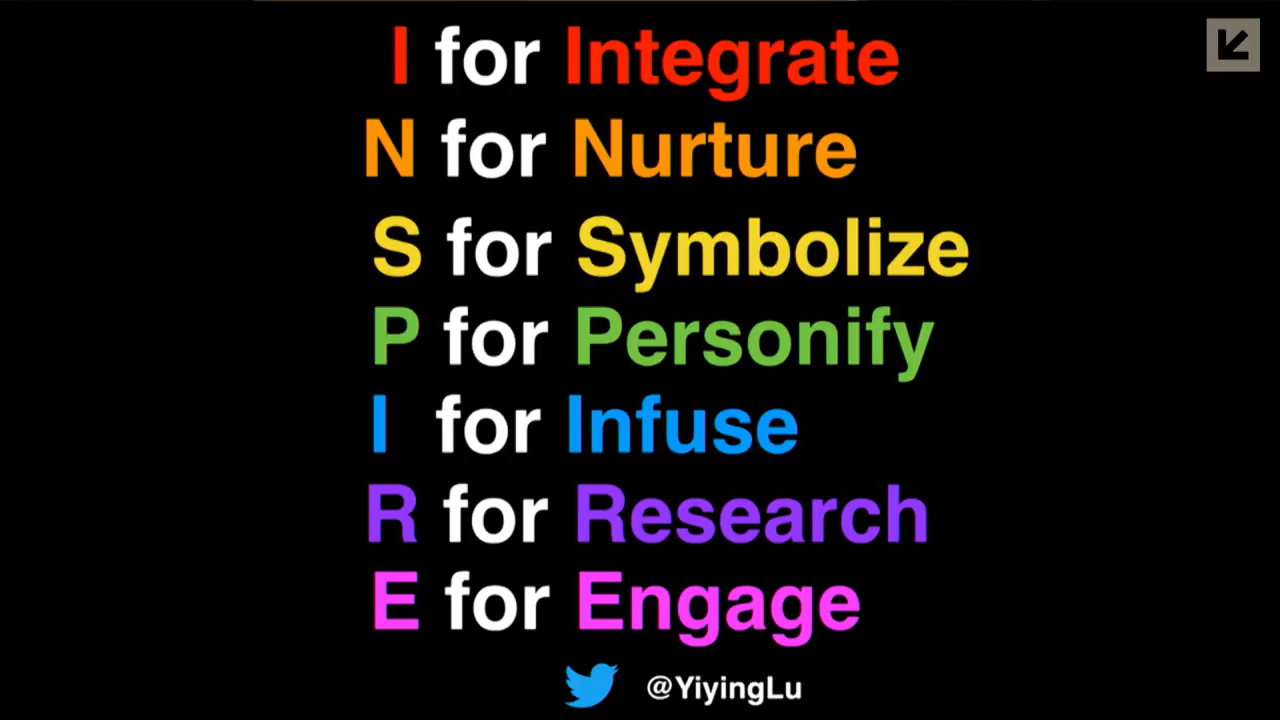 I for Integrate
N for Nurture
S for Symbolize
P for Personify
I for Infuse
R for Research
E for Engage
@YiyingLu